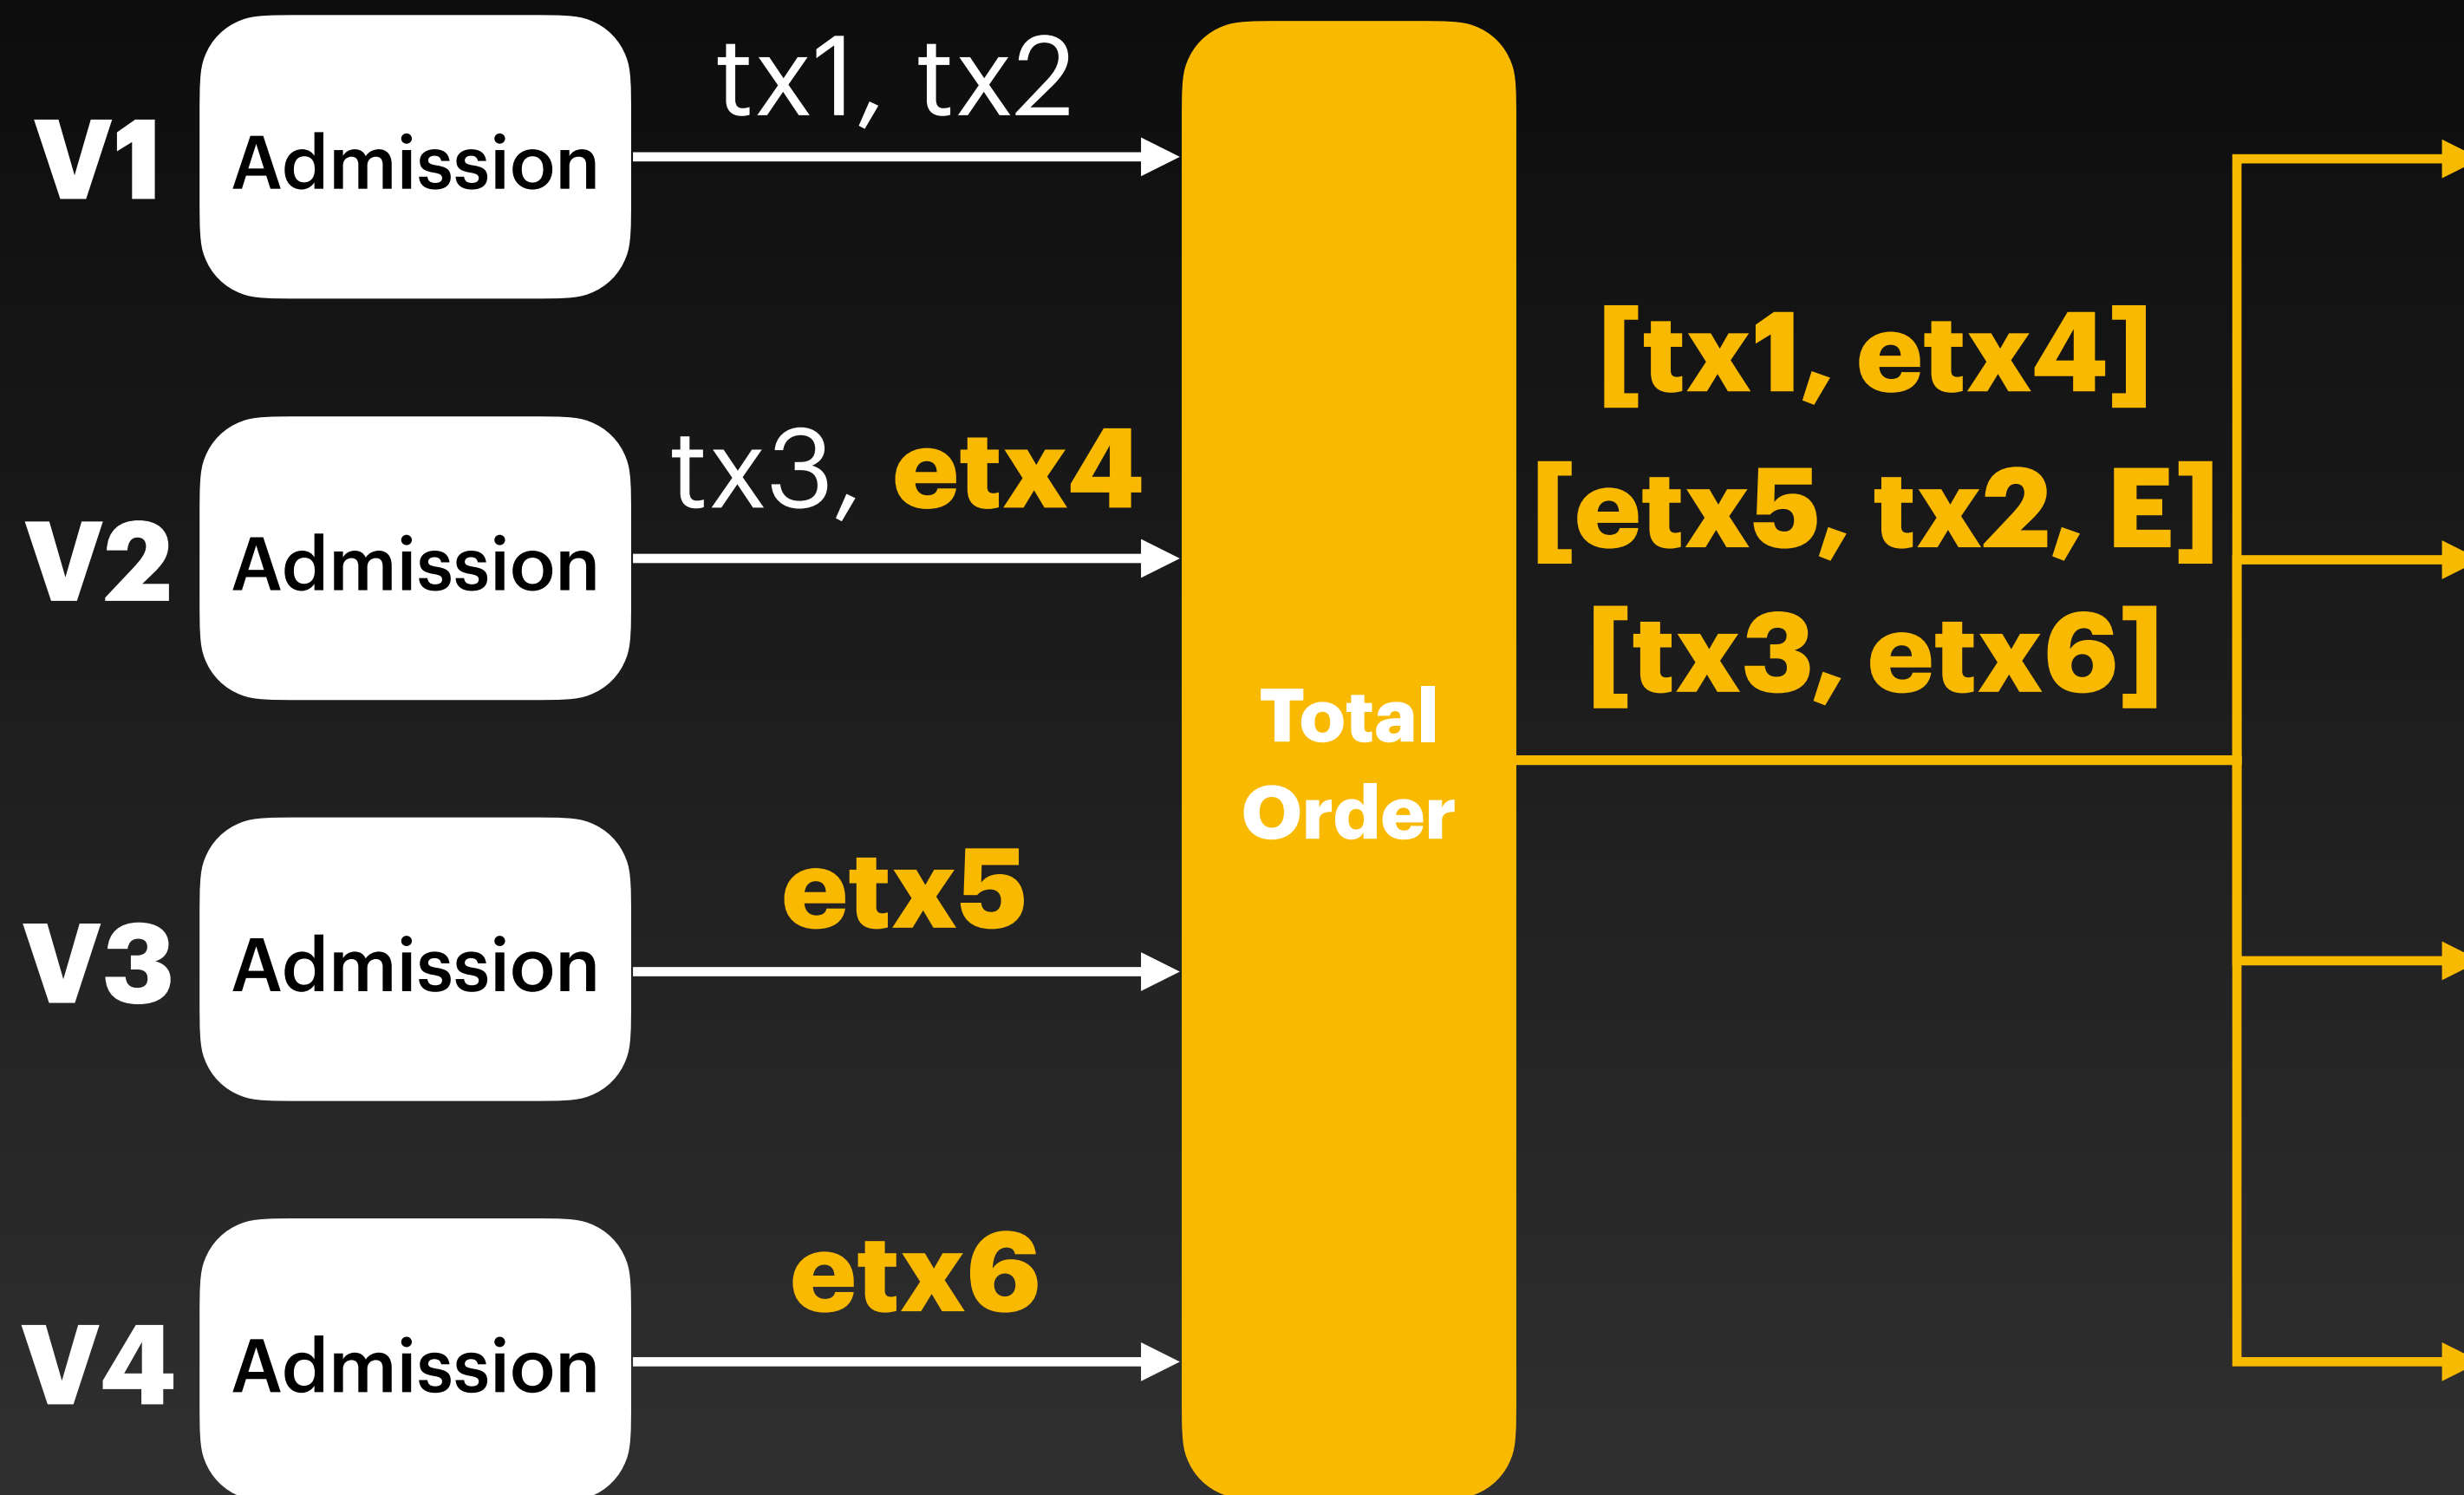 V1
Admission
tx1, tx2
V2
Admission
tx3, etx4
V3
Admission
etx5
V4
Admission
etx6
Total
Order
[tx1, etx4]
[etx5, tx2, E]
[tx3, etx6]